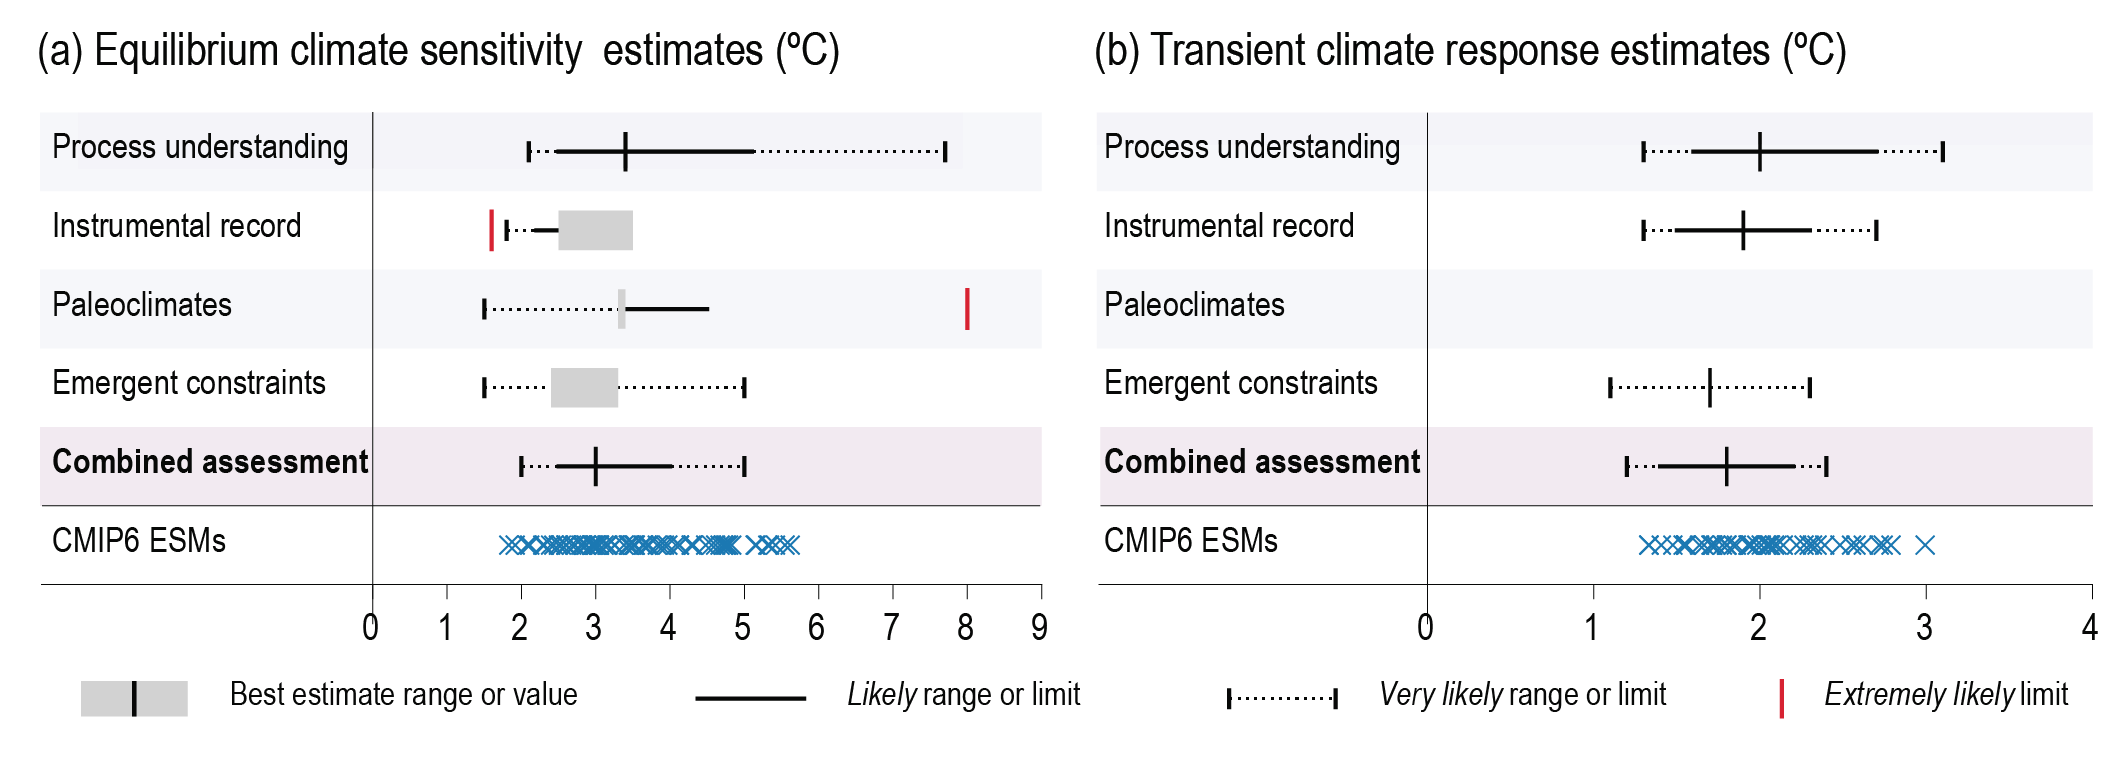 (a) Equilibrium climate sensitivity estimates (ºC)
Process understanding
Instrumental record
Paleoclimates
Emergent constraints
Combined assessment
CMIP6 ESMs
0 1 2 3 4 5 6 7 8 9
(b) Transient climate response estimates (ºC)
Process understanding
Instrumental record
Paleoclimates
Emergent constraints
Combined assessment
CMIP6 ESMs
0 1 2 3 4
Best estimate range or value
Likely range or limit
Very likely range or limit
Extremely likely limit